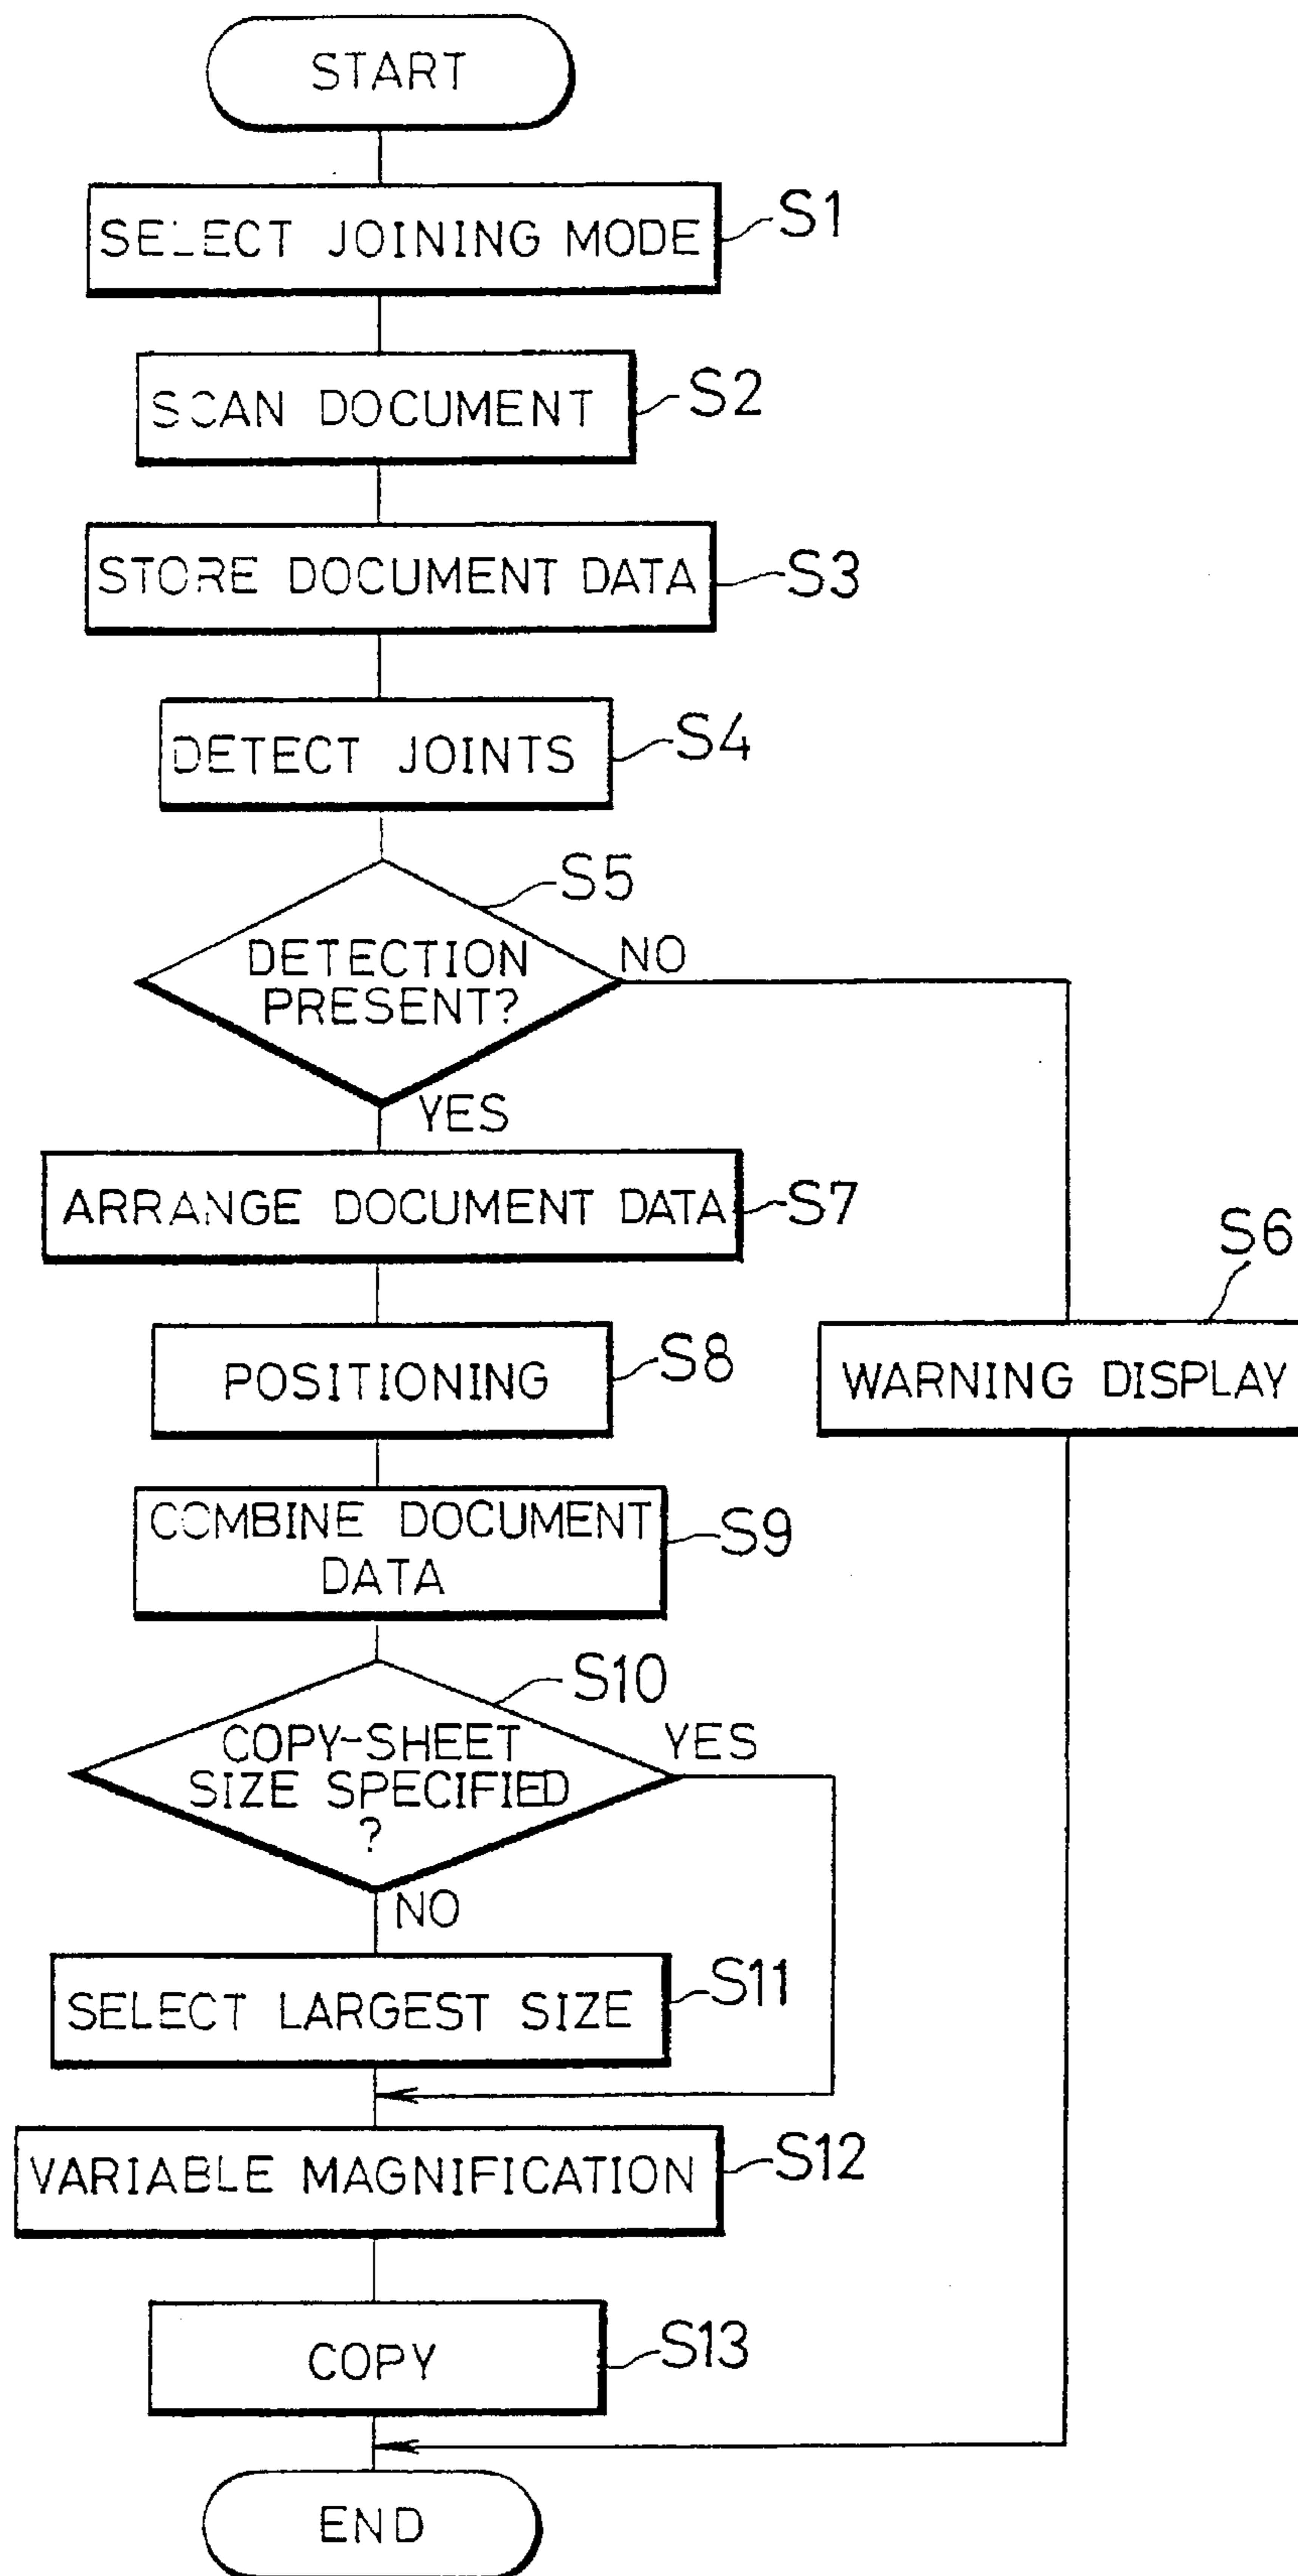 START
SELECT JOINING MODE
S1
SCAN DOCUMENT
S2
STORE DOCUMENT DATA
S3
DETECT JOINTS
S4
S5
DETECTION
PRESENT?
NO
YES
ARRANGE DOCUMENT DATA
S7
S6
POSITIONING
S8
WARNING DISPLAY
COMBINE DOCUMENT
DATA
S9
S10
COPY-SHEET
SIZE SPECIFIED
?
YES
NO
SELECT LARGEST SIZE
S11
VARIABLE MAGNIFICATION
S12
COPY
S13
END